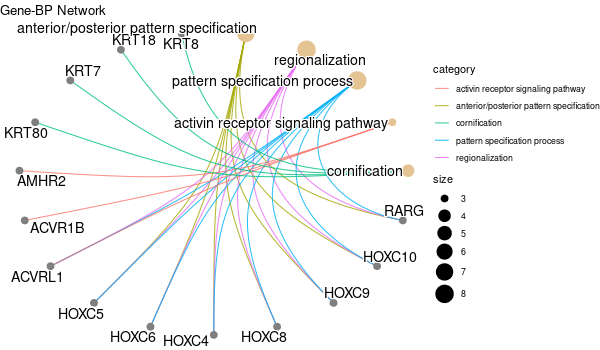 Gene-BP Network
anterior/posterior pattern specification
KRT18
KRT8
regionalization
KRT7
pattern specification process
KRT80
activin receptor signaling pathway
AMHR2
cornification
ACVR1B
RARG
ACVRL1
HOXC10
HOXC5
HOXC9
HOXC6
HOXC4
HOXC8
category
activin receptor signaling pathway
anterior/posterior pattern specification
cornification
pattern specification process
regionalization
size
3
4
5
6
7
8